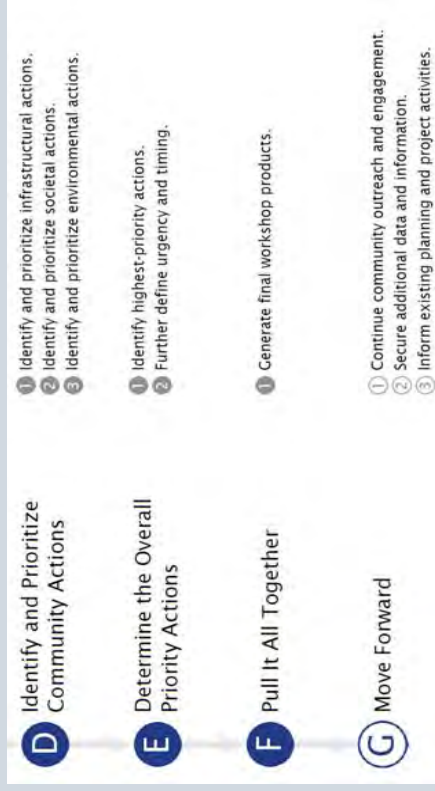 D
Identify and Prioritize
Community Actions
1 Identify and prioritize infrastructural actions.
2 Identify and prioritize societal actions.
3 Identify and prioritize environmental actions.
E
Determine the Overall
Priority Actions
1 Identify highest-priority actions.
2 Further define urgency and timing.
F
Pull It All Together
1 Generate final workshop products.
G
Move Forward
1 Continue community outreach and engagement.
2 Secure additional data and information.
3 Inform existing planning and project activities.